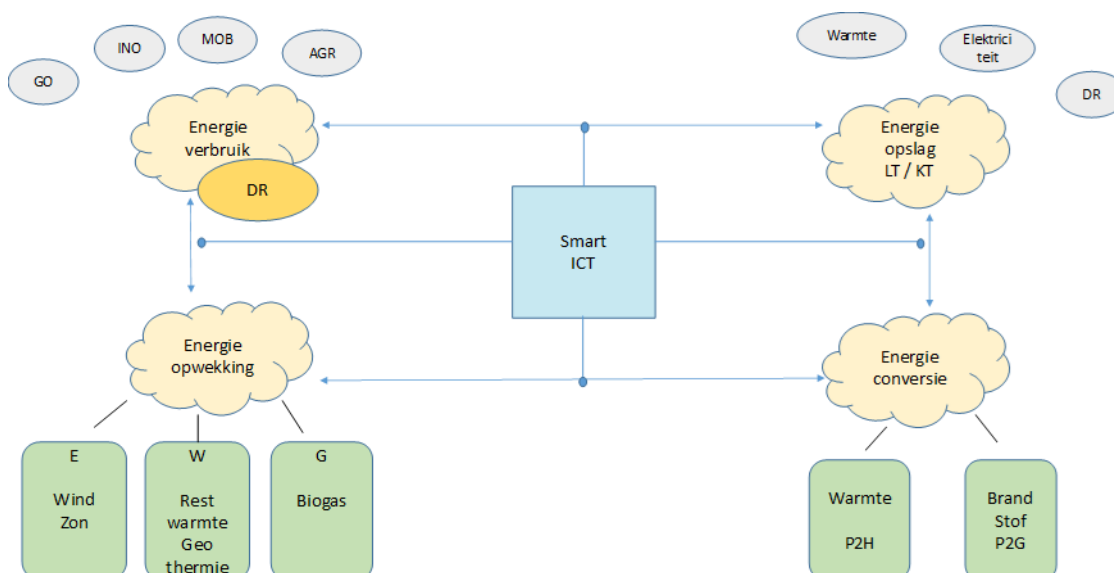 GO
INO
MOB
AGR
Warmte
Elektrici
teit
DR
Energie
verbruik
DR
Energie
opslag
LT / KT
Smart
ICT
Energie
opwekking
Energie
conversie
E
Wind
Zon
W
Rest
warmte
Geo
thermie
G
Biogas
Warmte
P2H
Brand
Stof
P2G